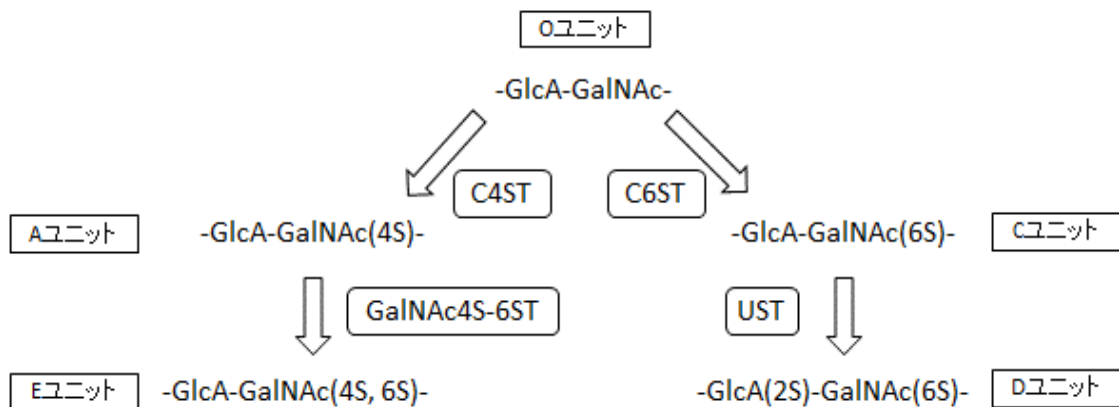 Oユニット
-GlcA-GalNAc-
C4ST
C6ST
Aユニット
-GlcA-GalNAc(4S)-
-GlcA-GalNAc(6S)-
Cユニット
GalNAc4S-6ST
UST
Eユニット
-GlcA-GalNAc(4S, 6S)-
-GlcA(2S)-GalNAc(6S)-
Dユニット